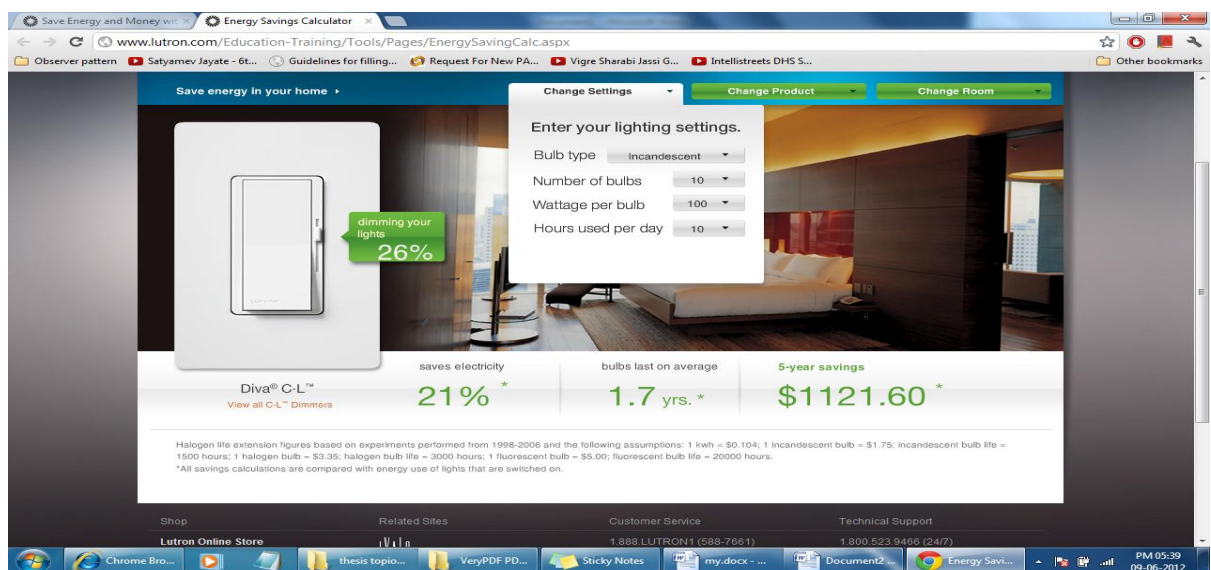 Save Energy and Money wit
Energy Savings Calculator
www.lutron.com/Education-Training/Tools/Pages/EnergySavingCalc.aspx
Observer pattern Satyamev Jayate - 6t... Guidelines for filling... Request For New PA... Vigre Sharabi Jassi G... Intellistreets DHS S... Other bookmarks
Save energy in your home
Change Settings Change Product Change Room
Enter your lighting settings.
Bulb type Incandescent
Number of bulbs 10
Wattage per bulb 100
Hours used per day 10
dimming your
lights
26%
LUTRON
saves electricity bulbs last on average 5-year savings
Diva® C·L™ 21% * 1.7 yrs. * $1121.60 *
View all C·L™ Dimmers
Halogen life extension figures based on experiments performed from 1998-2006 and the following assumptions: 1 kwh = $0.104; 1 incandescent bulb = $1.75; incandescent bulb life =
1500 hours; 1 halogen bulb = $3.35; halogen bulb life = 3000 hours; 1 fluorescent bulb = $5.00; fluorescent bulb life = 20000 hours.
*All savings calculations are compared with energy use of lights that are switched on.
Shop Related Sites Customer Service Technical Support
Lutron Online Store 1.888.LUTRON1 (588-7661) 1.800.523.9466 (24/7)
Chrome Bro... thesis topio... VeryPDF PD... Sticky Notes my.docx - ... Document2 ... Energy Savi... PM 05:39
09-06-2012